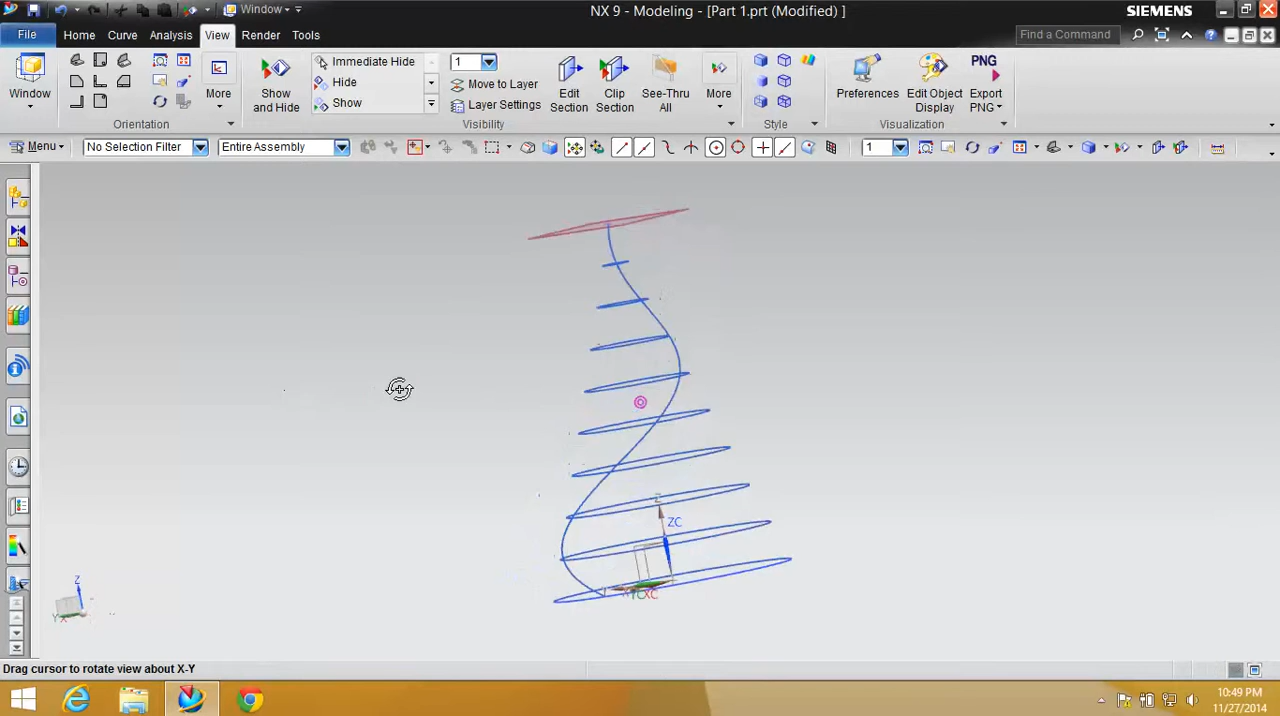 Window
NX 9 - Modeling - [Part 1.prt (Modified) ]
SIEMENS
File
Home
Curve
Analysis
View
Render
Tools
Find a Command
Window
More
Orientation
Show and Hide
Immediate Hide
Hide
Show
1
Move to Layer
Layer Settings
Edit Section
Clip Section
See-Thru All
More
Visibility
Style
Preferences
Edit Object Display
PNG
Export PNG
Visualization
Menu
No Selection Filter
Entire Assembly
1
Z
ZC
YC
XC
Z
Y
X
Drag cursor to rotate view about X-Y
10:49 PM
11/27/2014